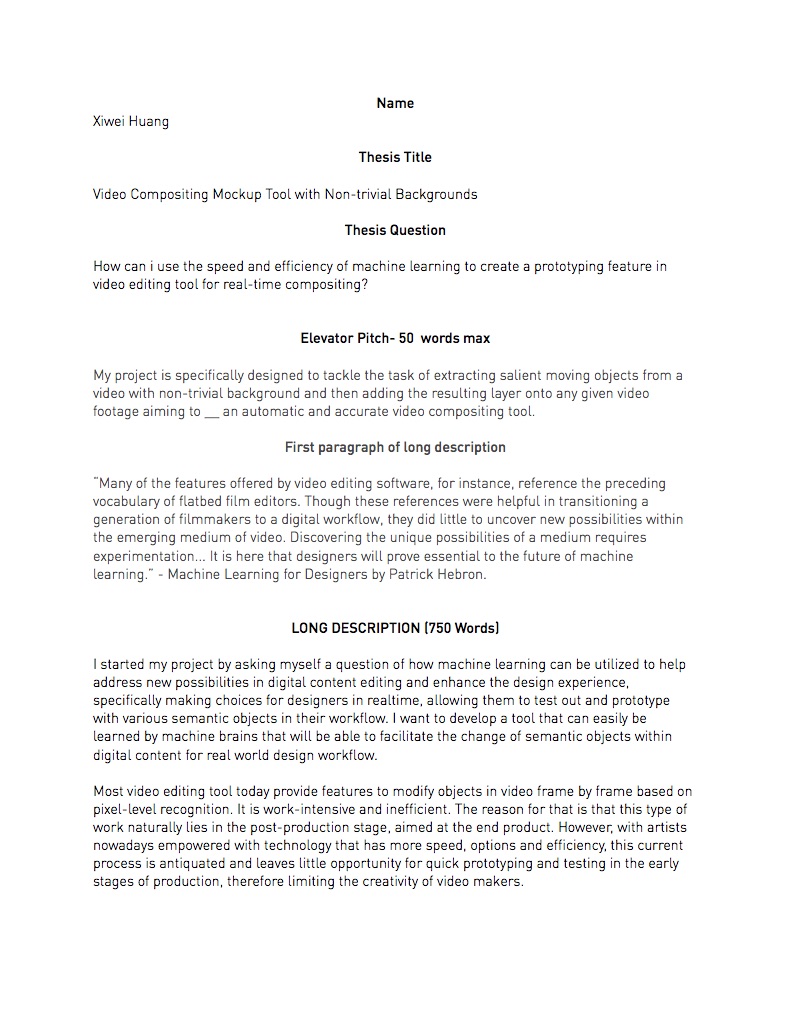 Name
Xiwei Huang
Thesis Title
Video Compositing Mockup Tool with Non-trivial Backgrounds
Thesis Question
How can i use the speed and efficiency of machine learning to create a prototyping feature in
video editing tool for real-time compositing?
Elevator Pitch- 50  words max
My project is specifically designed to tackle the task of extracting salient moving objects from a
video with non-trivial background and then adding the resulting layer onto any given video
footage aiming to __ an automatic and accurate video compositing tool.
First paragraph of long description
“Many of the features offered by video editing software, for instance, reference the preceding
vocabulary of flatbed film editors. Though these references were helpful in transitioning a
generation of filmmakers to a digital workflow, they did little to uncover new possibilities within
the emerging medium of video. Discovering the unique possibilities of a medium requires
experimentation... It is here that designers will prove essential to the future of machine
learning.” - Machine Learning for Designers by Patrick Hebron.
LONG DESCRIPTION (750 Words)
I started my project by asking myself a question of how machine learning can be utilized to help
address new possibilities in digital content editing and enhance the design experience,
specifically making choices for designers in realtime, allowing them to test out and prototype
with various semantic objects in their workflow. I want to develop a tool that can easily be
learned by machine brains that will be able to facilitate the change of semantic objects within
digital content for real world design workflow.
Most video editing tool today provide features to modify objects in video frame by frame based on
pixel-level recognition. It is work-intensive and inefficient. The reason for that is that this type of
work naturally lies in the post-production stage, aimed at the end product. However, with artists
nowadays empowered with technology that has more speed, options and efficiency, this current
process is antiquated and leaves little opportunity for quick prototyping and testing in the early
stages of production, therefore limiting the creativity of video makers.